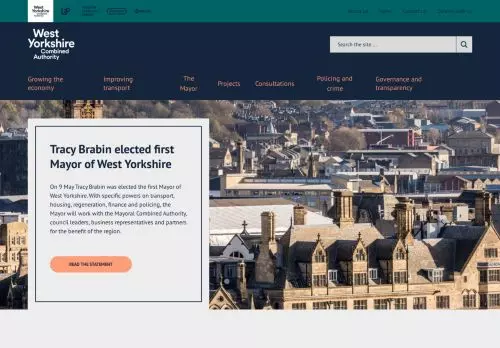 West
Yorkshire
Combined
Authority
Search the site ...
Growing the
economy
Improving
transport
The
Mayor
Projects
Consultations
Policing and
crime
Governance and
transparency
Tracy Brabin elected first
Mayor of West Yorkshire
On 9 May Tracy Brabin was elected the first Mayor of
West Yorkshire. With specific powers on transport,
housing, regeneration, finance and policing, the
Mayor will work with the Mayoral Combined Authority,
council leaders, business representatives and partners
for the benefit of the region.
READ THE STATEMENT